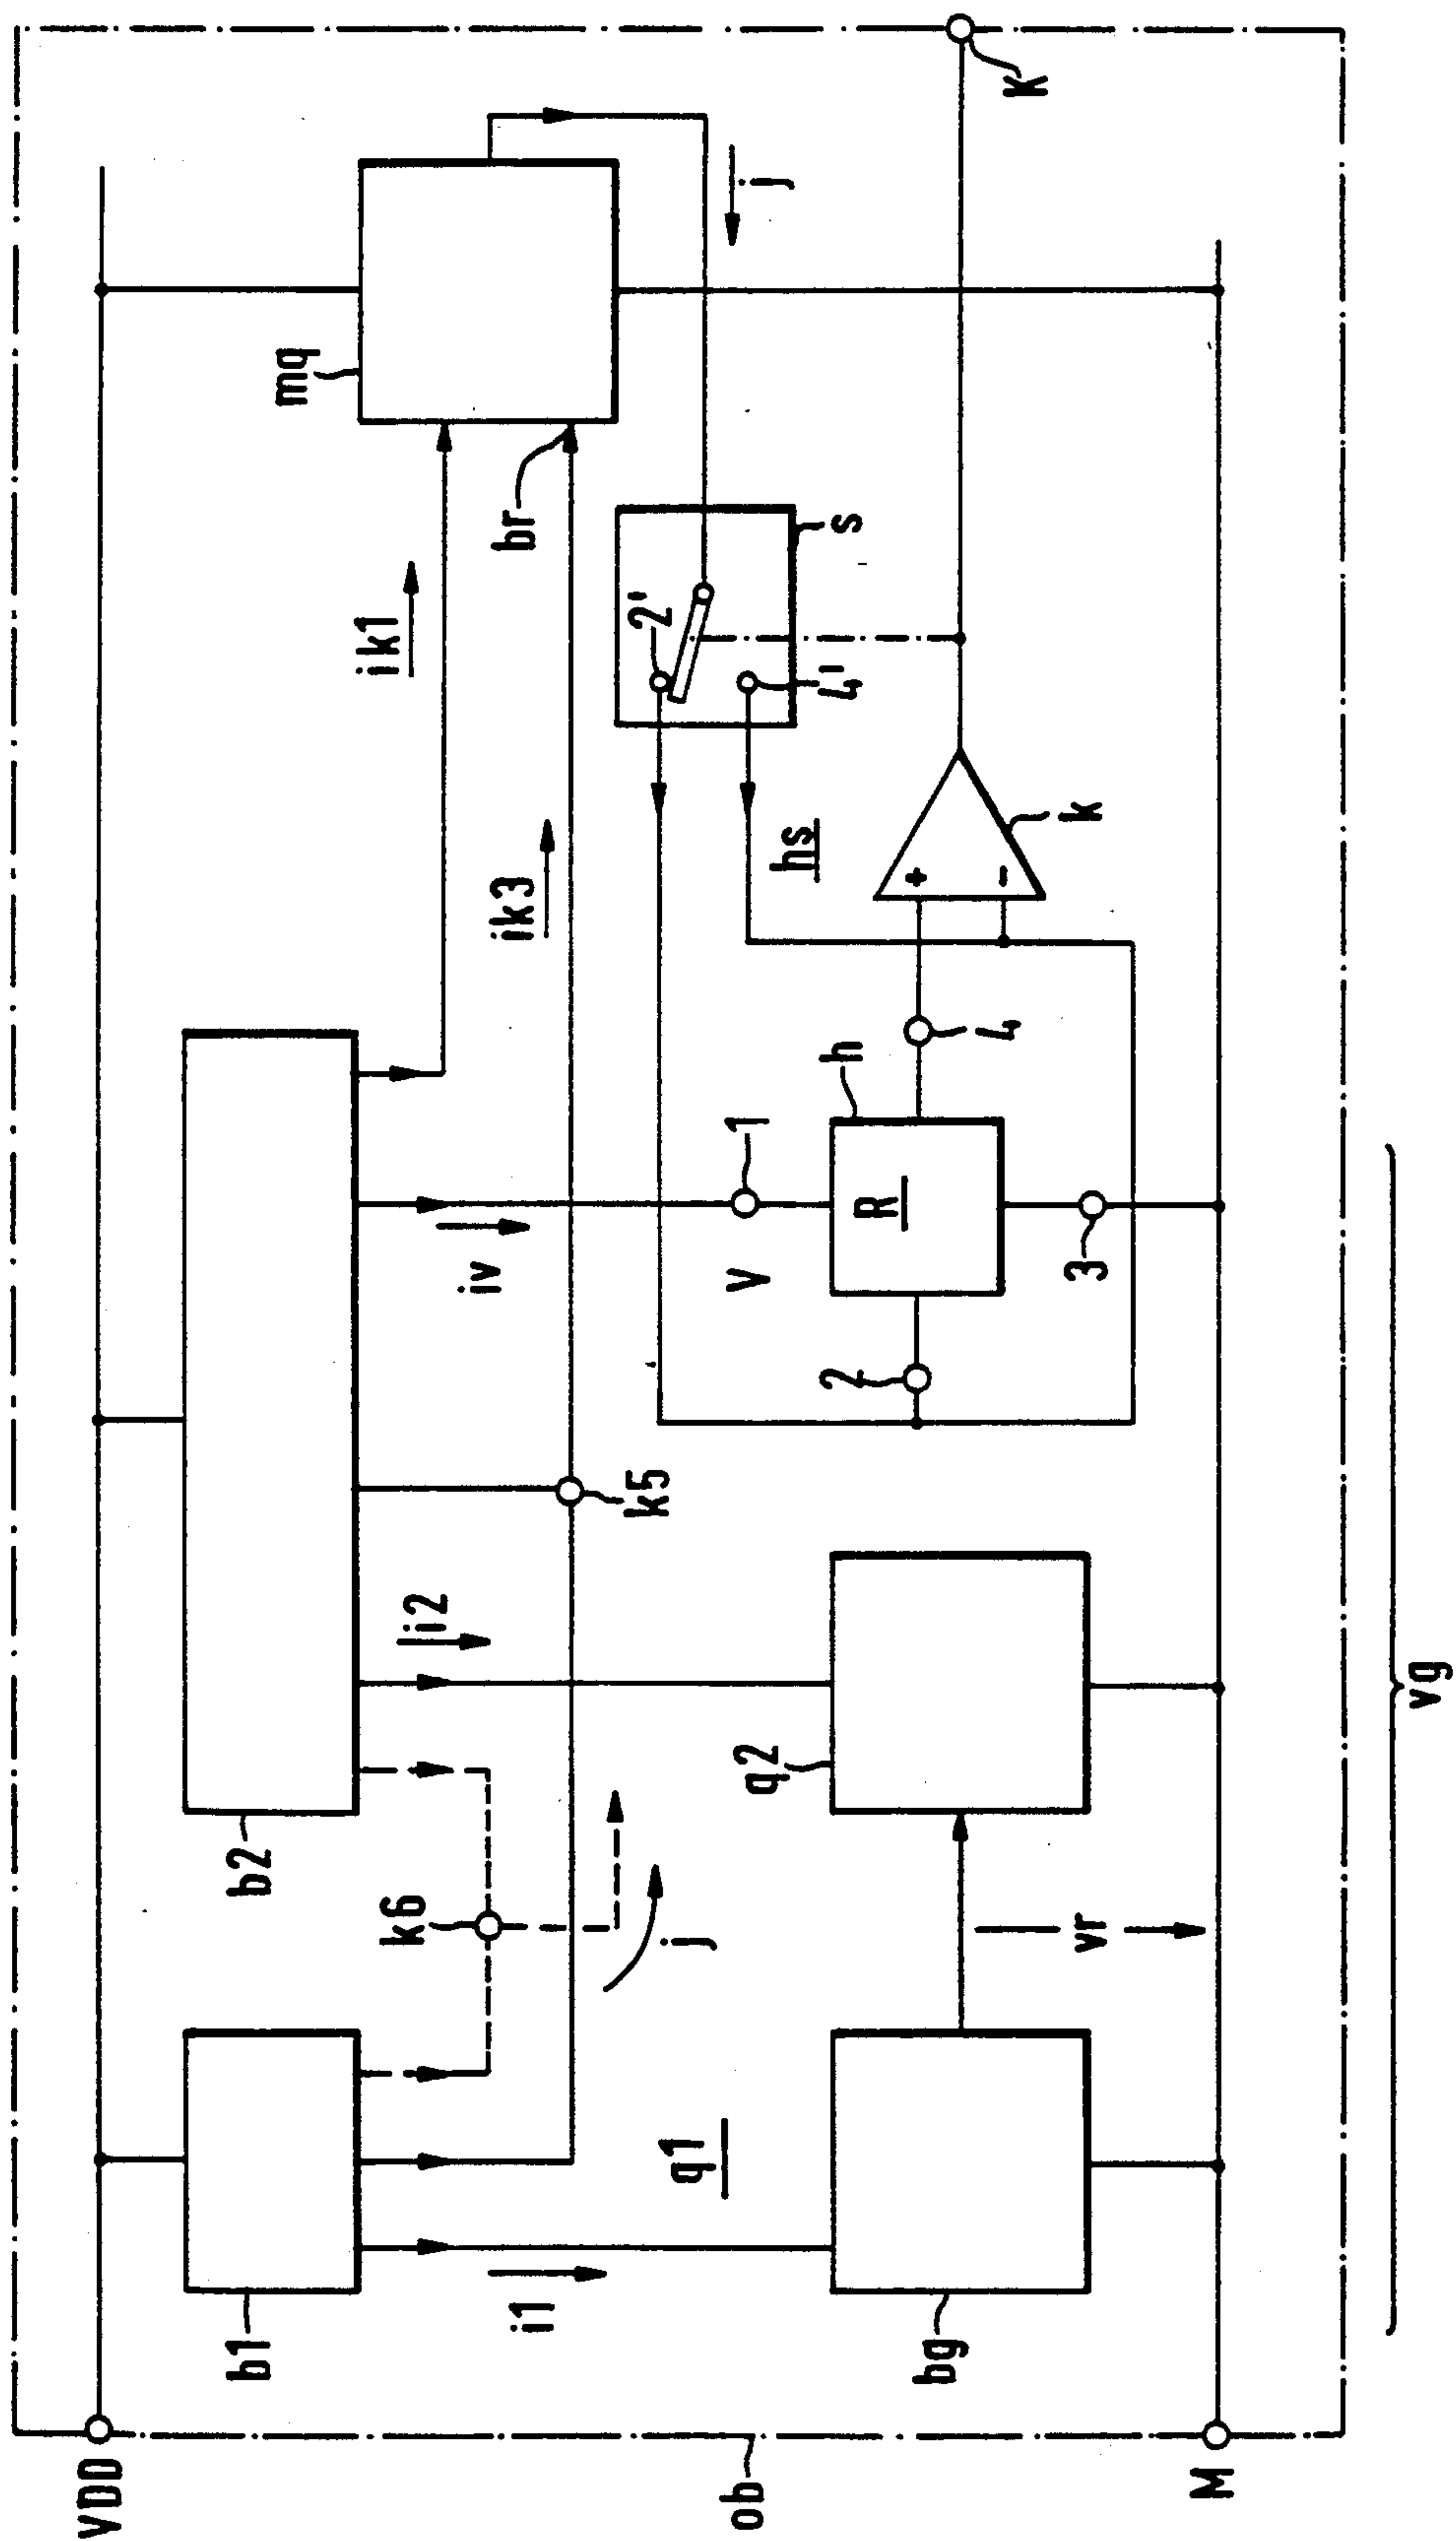 VDD
b1
b2
k6
i1
i2
q1
j
k5
ik3
ik1
iv
br
mq
j
2'
4'
s
hs
V
1
h
R
2
3
4
+
-
k
K
bg
q2
vr
M
ob
vg